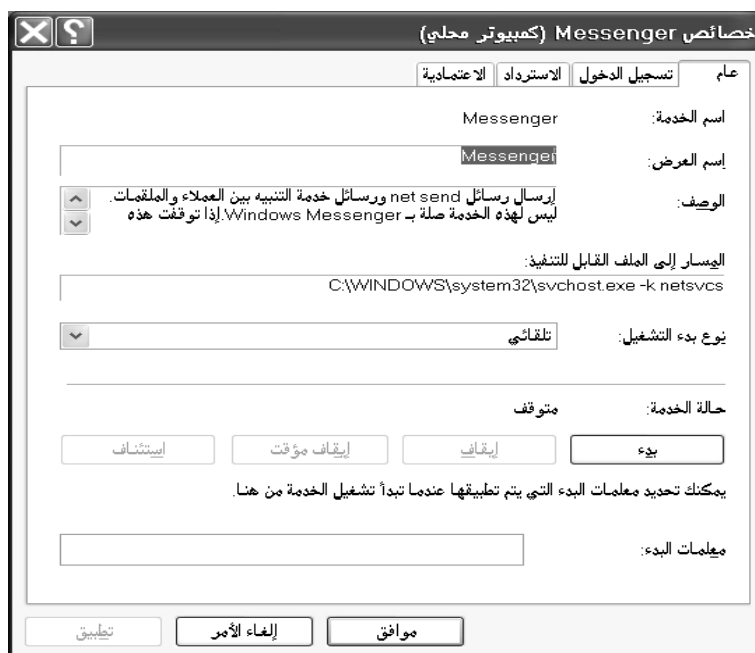 خصائص Messenger (كمبيوتر محلي)
عام تسجيل الدخول الاسترداد الاعتمادية
اسم الخدمة: Messenger
إسم العرض: Messenger
الوصف: إرسال رسائل net send ورسائل خدمة التنبيه بين العملاء والملقمات.
ليس لهذه الخدمة صلة بـ Windows Messenger.إذا توقفت هذه
المسار إلى الملف القابل للتنفيذ:
C:\WINDOWS\system32\svchost.exe -k netsvcs
نوع بدء التشغيل: تلقائي
حالة الخدمة: متوقف
بدء إيقاف إيقاف مؤقت استئناف
يمكنك تحديد معلمات البدء التي يتم تطبيقها عندما تبدأ تشغيل الخدمة من هنا.
معلمات البدء:
موافق إلغاء الأمر تطبيق